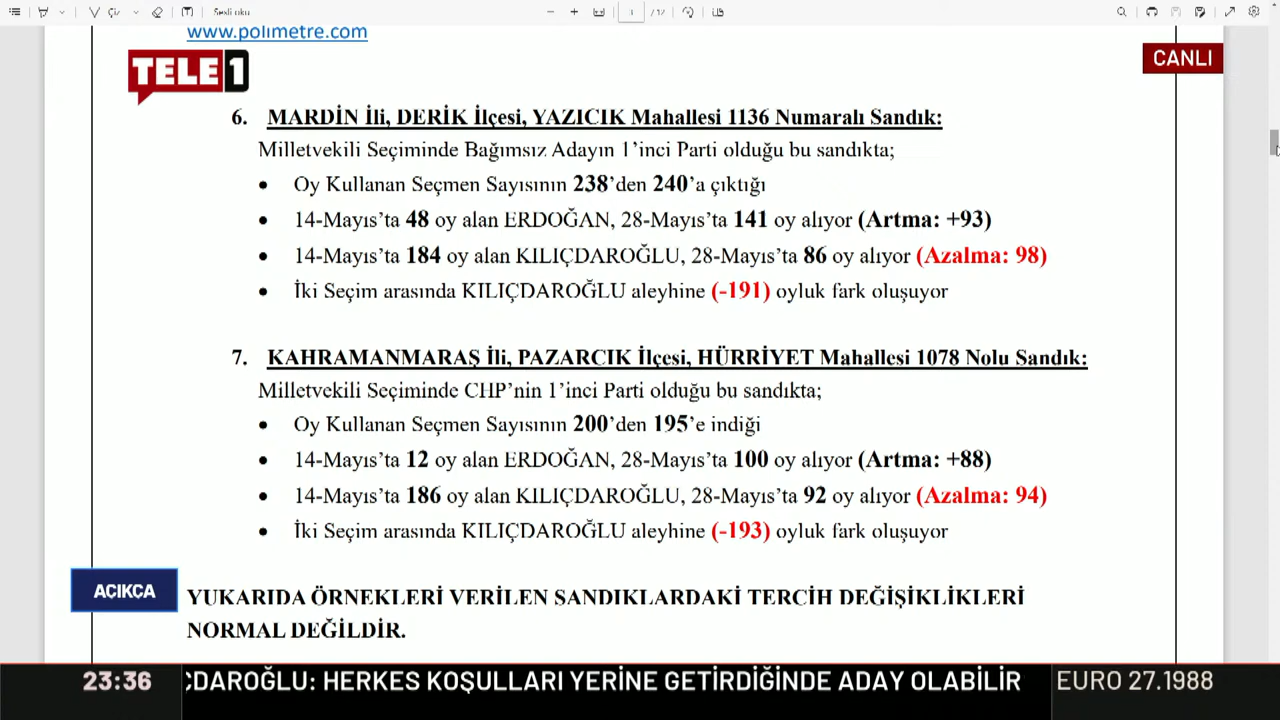 Sesli oku
1 / 12
www.polimetre.com
TELE1
CANLI
6. MARDİN İli, DERİK İlçesi, YAZICIK Mahallesi 1136 Numaralı Sandık:
Milletvekili Seçiminde Bağımsız Adayın 1’inci Parti olduğu bu sandıkta;
• Oy Kullanan Seçmen Sayısının 238’den 240’a çıktığı
• 14-Mayıs’ta 48 oy alan ERDOĞAN, 28-Mayıs’ta 141 oy alıyor (Artma: +93)
• 14-Mayıs’ta 184 oy alan KILIÇDAROĞLU, 28-Mayıs’ta 86 oy alıyor (Azalma: 98)
• İki Seçim arasında KILIÇDAROĞLU aleyhine (-191) oyluk fark oluşuyor
7. KAHRAMANMARAŞ İli, PAZARCIK İlçesi, HÜRRİYET Mahallesi 1078 Nolu Sandık:
Milletvekili Seçiminde CHP’nin 1’inci Parti olduğu bu sandıkta;
• Oy Kullanan Seçmen Sayısının 200’den 195’e indiği
• 14-Mayıs’ta 12 oy alan ERDOĞAN, 28-Mayıs’ta 100 oy alıyor (Artma: +88)
• 14-Mayıs’ta 186 oy alan KILIÇDAROĞLU, 28-Mayıs’ta 92 oy alıyor (Azalma: 94)
• İki Seçim arasında KILIÇDAROĞLU aleyhine (-193) oyluk fark oluşuyor
AÇIKÇA
YUKARIDA ÖRNEKLERİ VERİLEN SANDIKLARDAKİ TERCİH DEĞİŞİKLİKLERİ
NORMAL DEĞİLDİR.
23:36 ÇDAROĞLU: HERKES KOŞULLARI YERİNE GETİRDİĞİNDE ADAY OLABİLİR EURO 27.1988